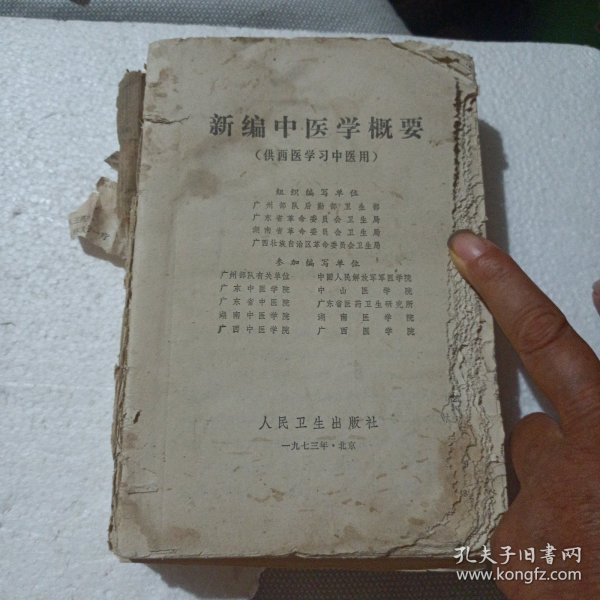 新编中医学概要
（供西医学习中医用）
组织编写单位
广州部队后勤部卫生部
广东省革命委员会卫生局
湖南省革命委员会卫生局
广西壮族自治区革命委员会卫生局
参加编写单位
广州部队有关单位 中国人民解放军军医学院
广东中医学院 中山医学院
广东省中医院 广东省医药卫生研究所
湖南中医学院 湖南医学院
广西中医学院 广西医学院
人民卫生出版社
一九七三年·北京
孔夫子旧书网
www.kongfz.com